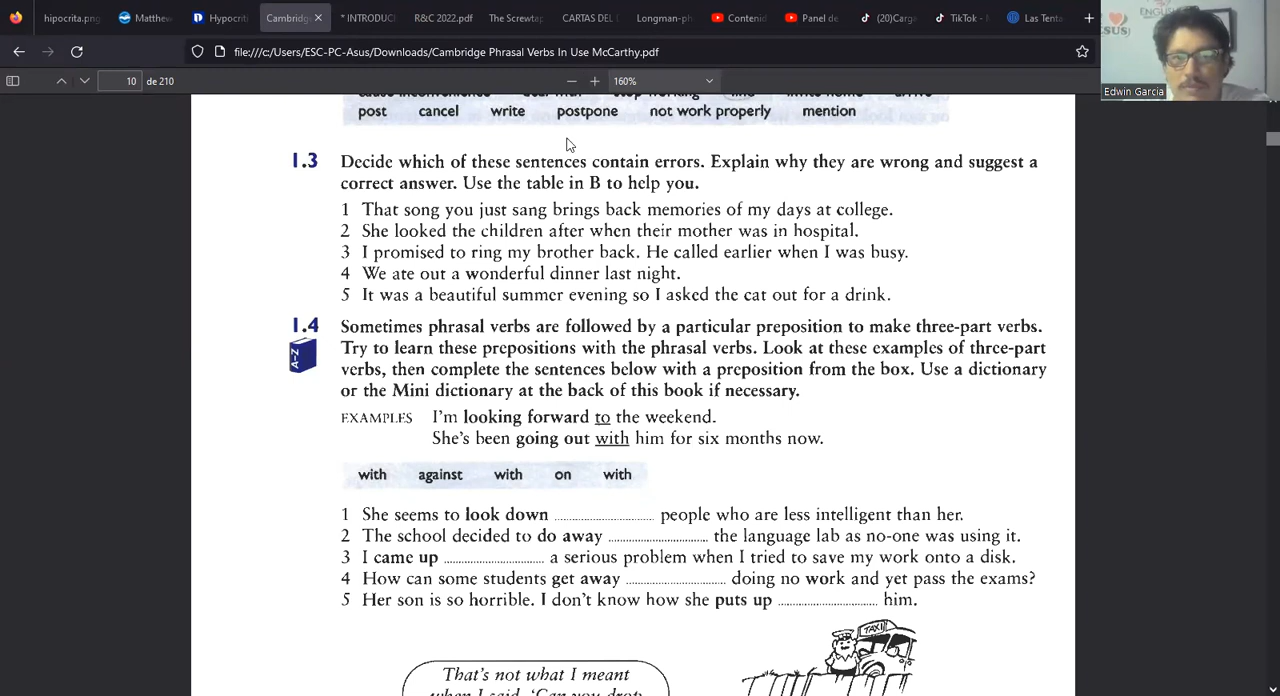 hipocrita.png
Matthew
Hypocriti
Cambridge
* INTRODUCI
R&C 2022.pdf
The Screwtap
CARTAS DEL
Longman-ph
Contenid
Panel de
(20)Carga
TikTok -
Las Tenta
file:///c:/Users/ESC-PC-Asus/Downloads/Cambridge Phrasal Verbs In Use McCarthy.pdf
10 de 210
160%
Edwin Garcia
post cancel write postpone not work properly mention
1.3 Decide which of these sentences contain errors. Explain why they are wrong and suggest a
correct answer. Use the table in B to help you.
1 That song you just sang brings back memories of my days at college.
2 She looked the children after when their mother was in hospital.
3 I promised to ring my brother back. He called earlier when I was busy.
4 We ate out a wonderful dinner last night.
5 It was a beautiful summer evening so I asked the cat out for a drink.
1.4 Sometimes phrasal verbs are followed by a particular preposition to make three-part verbs.
Try to learn these prepositions with the phrasal verbs. Look at these examples of three-part
verbs, then complete the sentences below with a preposition from the box. Use a dictionary
or the Mini dictionary at the back of this book if necessary.
A-Z
EXAMPLES I'm looking forward to the weekend.
She's been going out with him for six months now.
with against with on with
1 She seems to look down .............................. people who are less intelligent than her.
2 The school decided to do away .............................. the language lab as no-one was using it.
3 I came up .............................. a serious problem when I tried to save my work onto a disk.
4 How can some students get away .............................. doing no work and yet pass the exams?
5 Her son is so horrible. I don't know how she puts up .............................. him.
TAXI
That's not what I meant
when I said, 'Can you drop